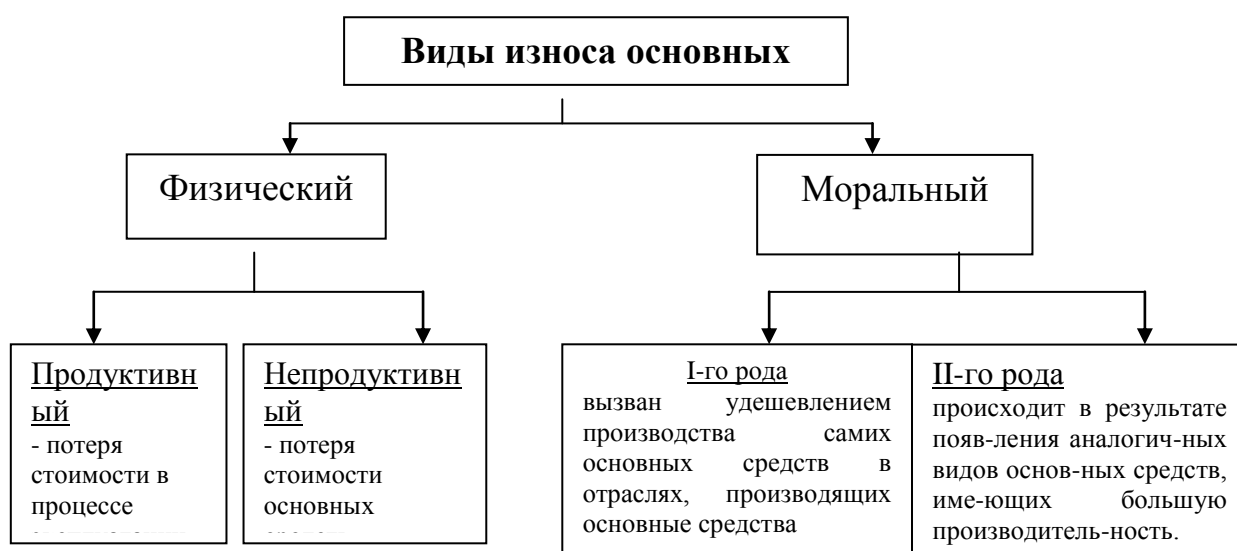 Виды износа основных
Физический
Моральный
Продуктивн
ый
- потеря
стоимости в
процессе
Непродуктивн
ый
- потеря
стоимости
основных
I-го рода
вызван удешевлением
производства самих
основных средств в
отраслях, производящих
основные средства
II-го рода
происходит в результате
появ-ления аналогич-ных
видов основ-ных средств,
име-ющих большую
производитель-ность.